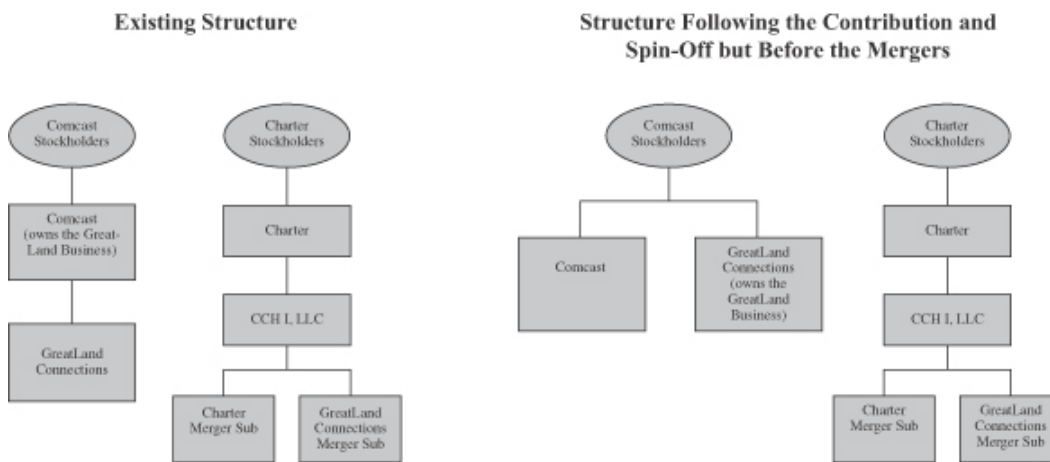 Existing Structure
Comcast
Stockholders
Charter
Stockholders
Comcast
(owns the Great-
Land Business)
Charter
GreatLand
Connections
CCH I, LLC
Charter
Merger Sub
GreatLand
Connections
Merger Sub
Structure Following the Contribution and
Spin-Off but Before the Mergers
Comcast
Stockholders
Charter
Stockholders
Comcast
GreatLand
Connections
(owns the
GreatLand
Business)
Charter
CCH I, LLC
Charter
Merger Sub
GreatLand
Connections
Merger Sub